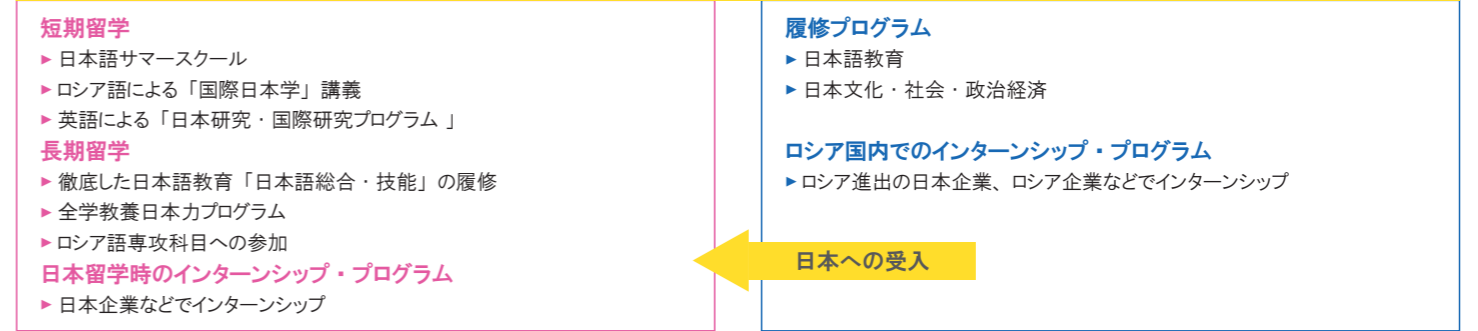 短期留学
▶ 日本語サマースクール
▶ ロシア語による「国際日本学」講義
▶ 英語による「日本研究・国際研究プログラム 」
長期留学
▶ 徹底した日本語教育「日本語総合・技能」の履修
▶ 全学教養日本力プログラム
▶ ロシア語専攻科目への参加
日本留学時のインターンシップ・プログラム
▶ 日本企業などでインターンシップ
履修プログラム
▶ 日本語教育
▶ 日本文化・社会・政治経済
ロシア国内でのインターンシップ・プログラム
▶ ロシア進出の日本企業、ロシア企業などでインターンシップ
日本への受入